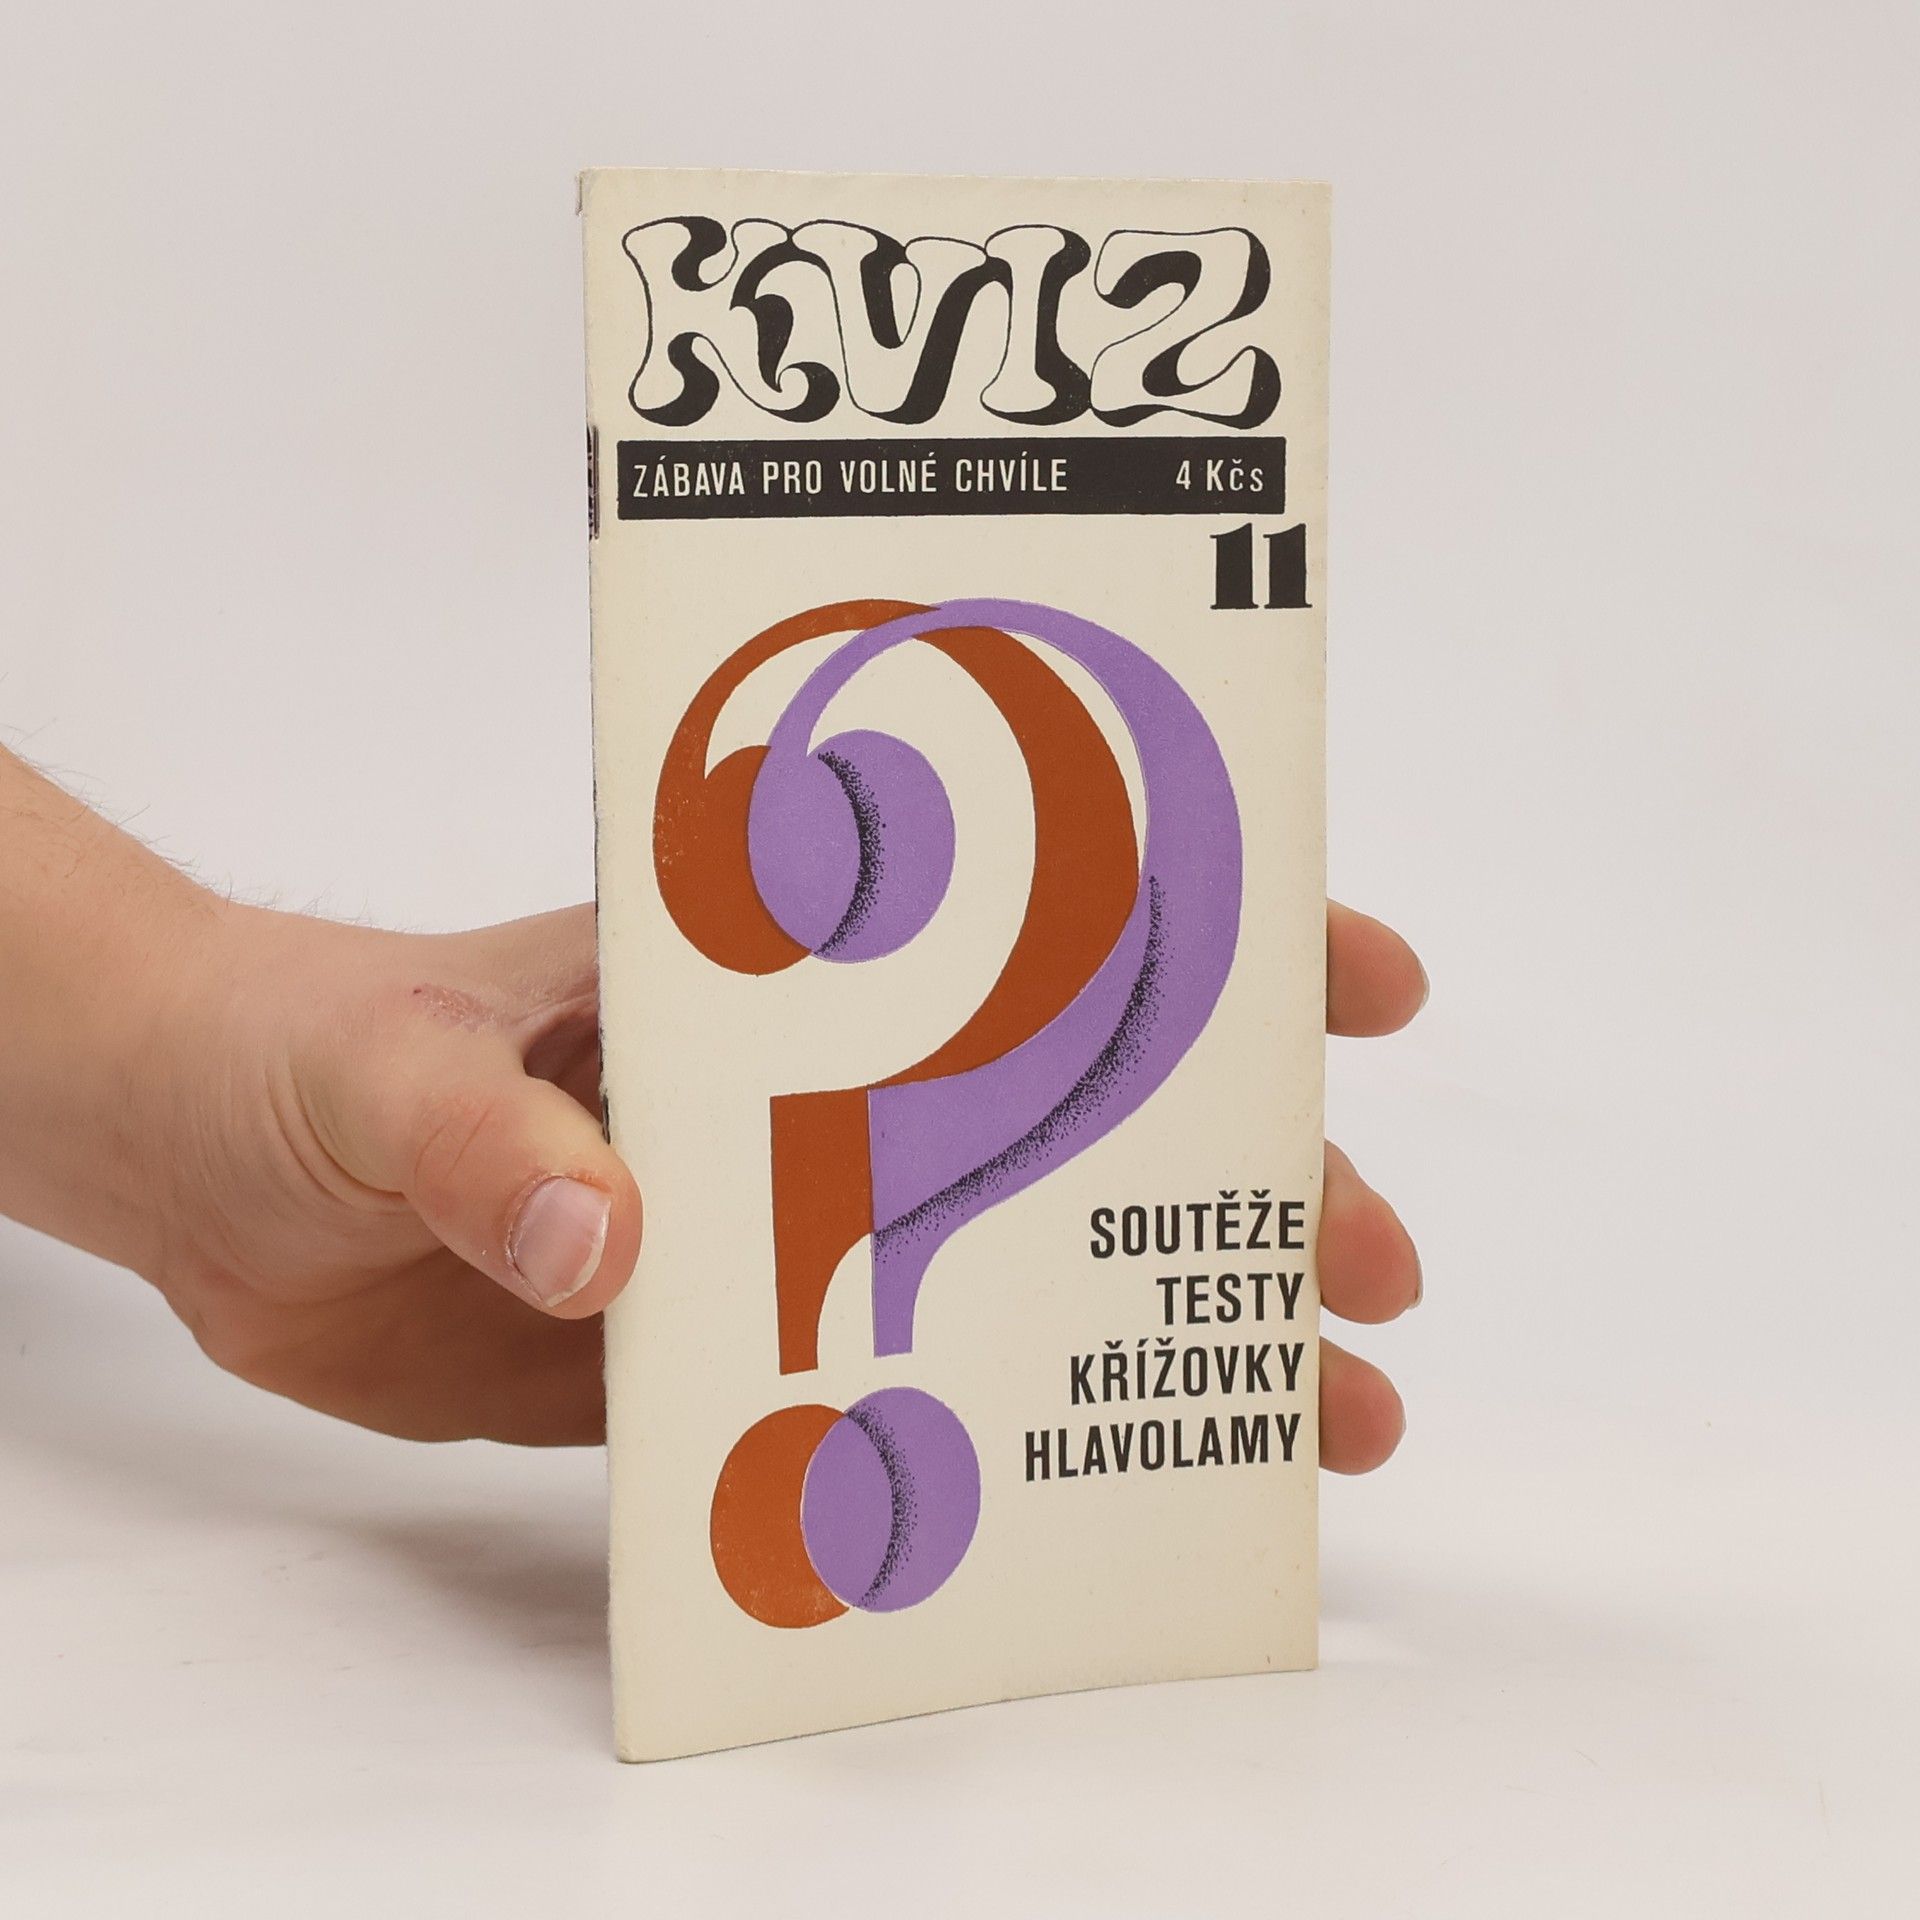 KVIZ
ZÁBAVA PRO VOLNÉ CHVÍLE 4 Kčs
11
?
SOUTĚŽE
TESTY
KŘÍŽOVKY
HLAVOLAMY